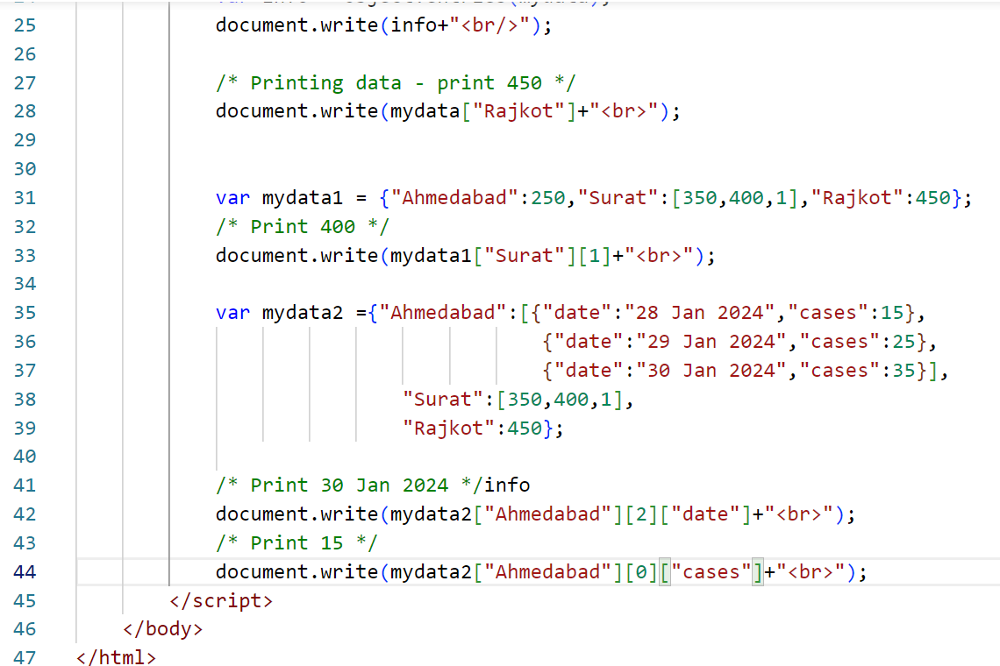 25 document.write(info+"<br/>");
26
27 /* Printing data - print 450 */
28 document.write(mydata["Rajkot"]+"<br>");
29
30
31 var mydata1 = {"Ahmedabad":250,"Surat":[350,400,1],"Rajkot":450};
32 /* Print 400 */
33 document.write(mydata1["Surat"][1]+"<br>");
34
35 var mydata2 ={"Ahmedabad":[{"date":"28 Jan 2024","cases":15},
36 {"date":"29 Jan 2024","cases":25},
37 {"date":"30 Jan 2024","cases":35}],
38 "Surat":[350,400,1],
39 "Rajkot":450};
40
41 /* Print 30 Jan 2024 */info
42 document.write(mydata2["Ahmedabad"][2]["date"]+"<br>");
43 /* Print 15 */
44 document.write(mydata2["Ahmedabad"][0]["cases"]+"<br>");
45 </script>
46 </body>
47 </html>